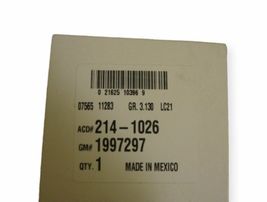 0 21625 10396 9
07565 11283 GR. 3.130 LC21
ACD# 214-1026
GM# 1997297
QTY. 1 MADE IN MEXICO